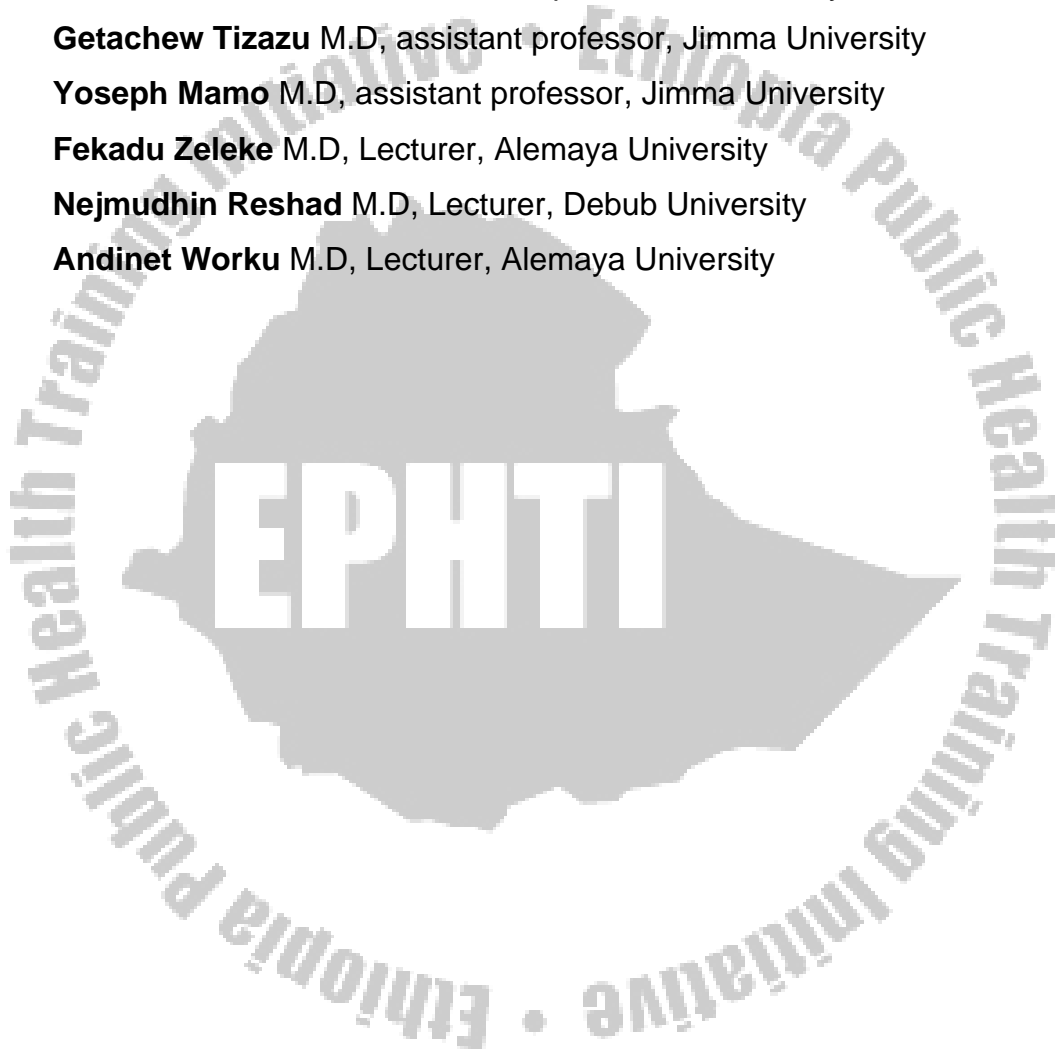 Getachew Tizazu M.D, assistant professor, Jimma University
Yoseph Mamo M.D, assistant professor, Jimma University
Fekadu Zeleke M.D, Lecturer, Alemaya University
Nejmudhin Reshad M.D, Lecturer, Debub University
Andinet Worku M.D, Lecturer, Alemaya University
EPHTI
Ethiopia Public Health Training Initiative • Ethiopia Public Health Training Initiative •